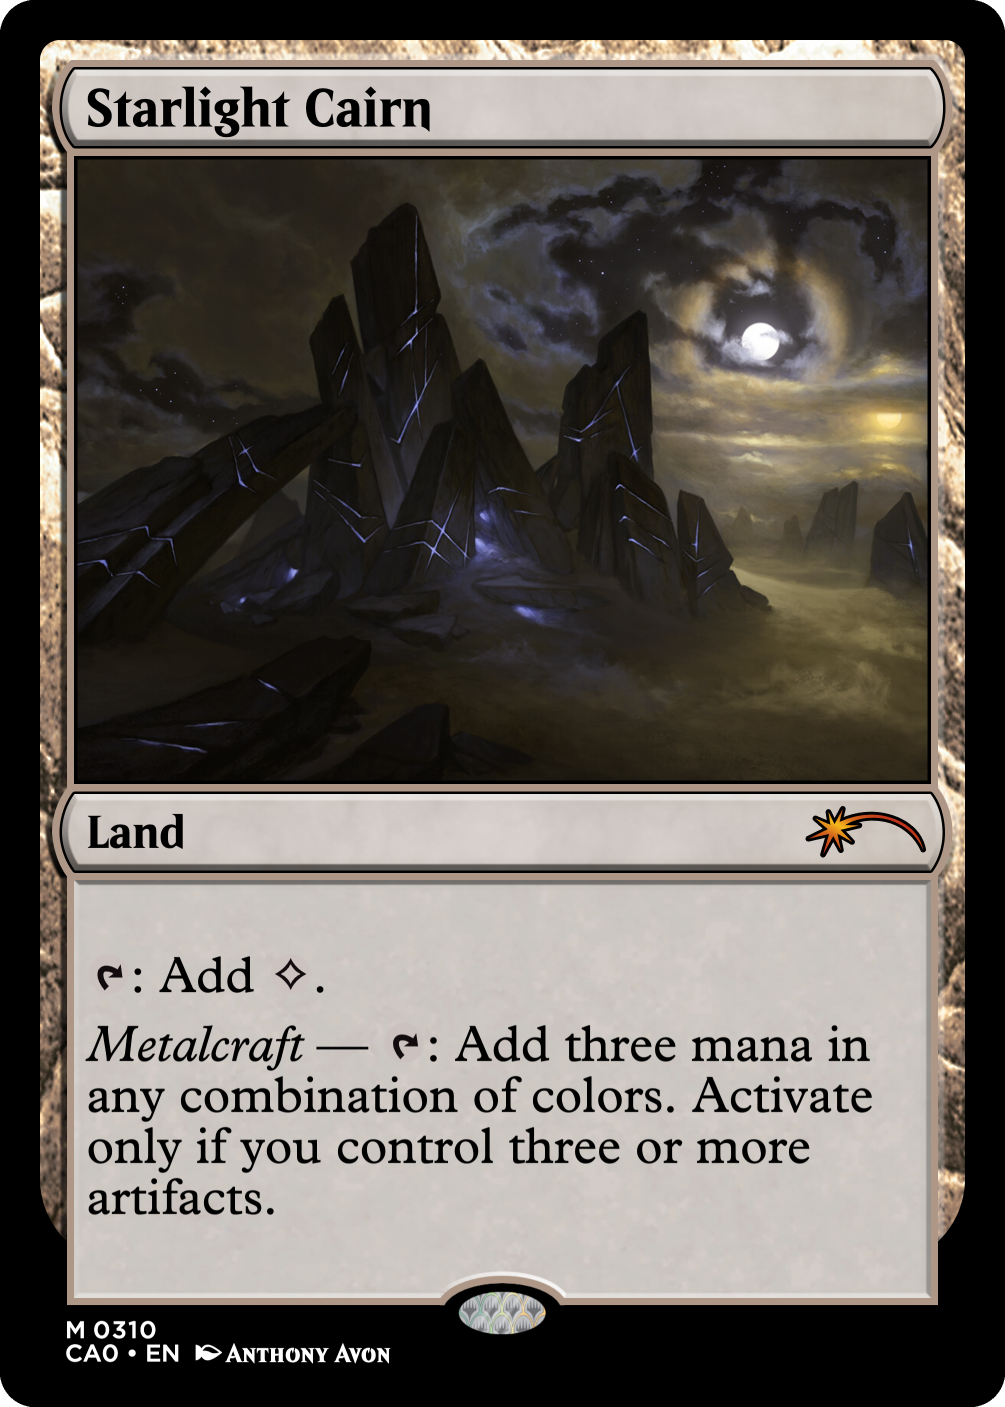 Starlight Cairn
Land
: Add .
Metalcraft — : Add three mana in
any combination of colors. Activate
only if you control three or more
artifacts.
M 0310
CAO • EN ANTHONY AVON